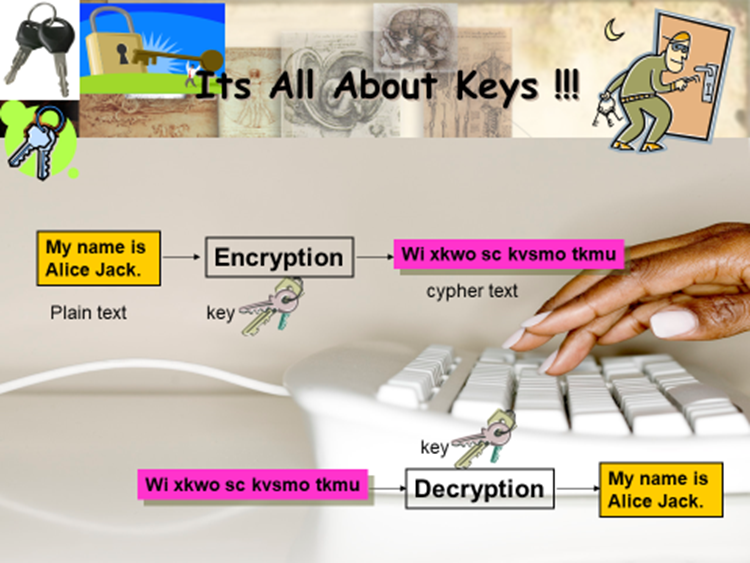 Its All About Keys !!!
My name is
Alice Jack.
Encryption
Wi xkwo sc kvsmo tkmu
Plain text
key
cypher text
key
Wi xkwo sc kvsmo tkmu
Decryption
My name is
Alice Jack.